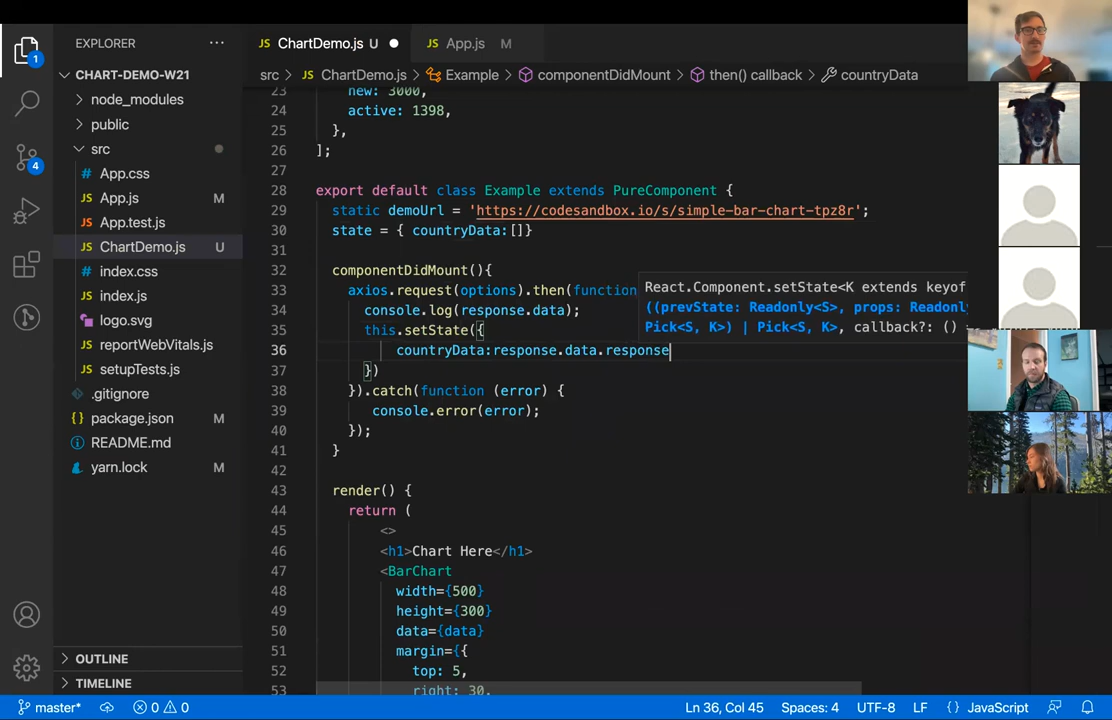 EXPLORER
ChartDemo.js U
App.js M
CHART-DEMO-W21
src > ChartDemo.js > Example > componentDidMount > then() callback > countryData
node_modules
public
src
App.css
App.js M
App.test.js
ChartDemo.js U
index.css
index.js
logo.svg
reportWebVitals.js
setupTests.js
.gitignore
package.json M
README.md
yarn.lock M
OUTLINE
TIMELINE
1
4
23 new: 3000,
24 active: 1398,
25 },
26 ];
27
28 export default class Example extends PureComponent {
29 static demoUrl = 'https://codesandbox.io/s/simple-bar-chart-tpz8r';
30 state = { countryData:[]}
31
32 componentDidMount(){
33 axios.request(options).then(function
34 console.log(response.data);
35 this.setState({
36 countryData:response.data.response
37 })
38 }).catch(function (error) {
39 console.error(error);
40 });
41 }
42
43 render() {
44 return (
45 <>
46 <h1>Chart Here</h1>
47 <BarChart
48 width={500}
49 height={300}
50 data={data}
51 margin={{
52 top: 5,
53 right: 30,
React.Component.setState<K extends keyof
((prevState: Readonly<S>, props: Readonly
Pick<S, K>) | Pick<S, K>, callback?: ()
master* 0 0 Ln 36, Col 45 Spaces: 4 UTF-8 LF {} JavaScript